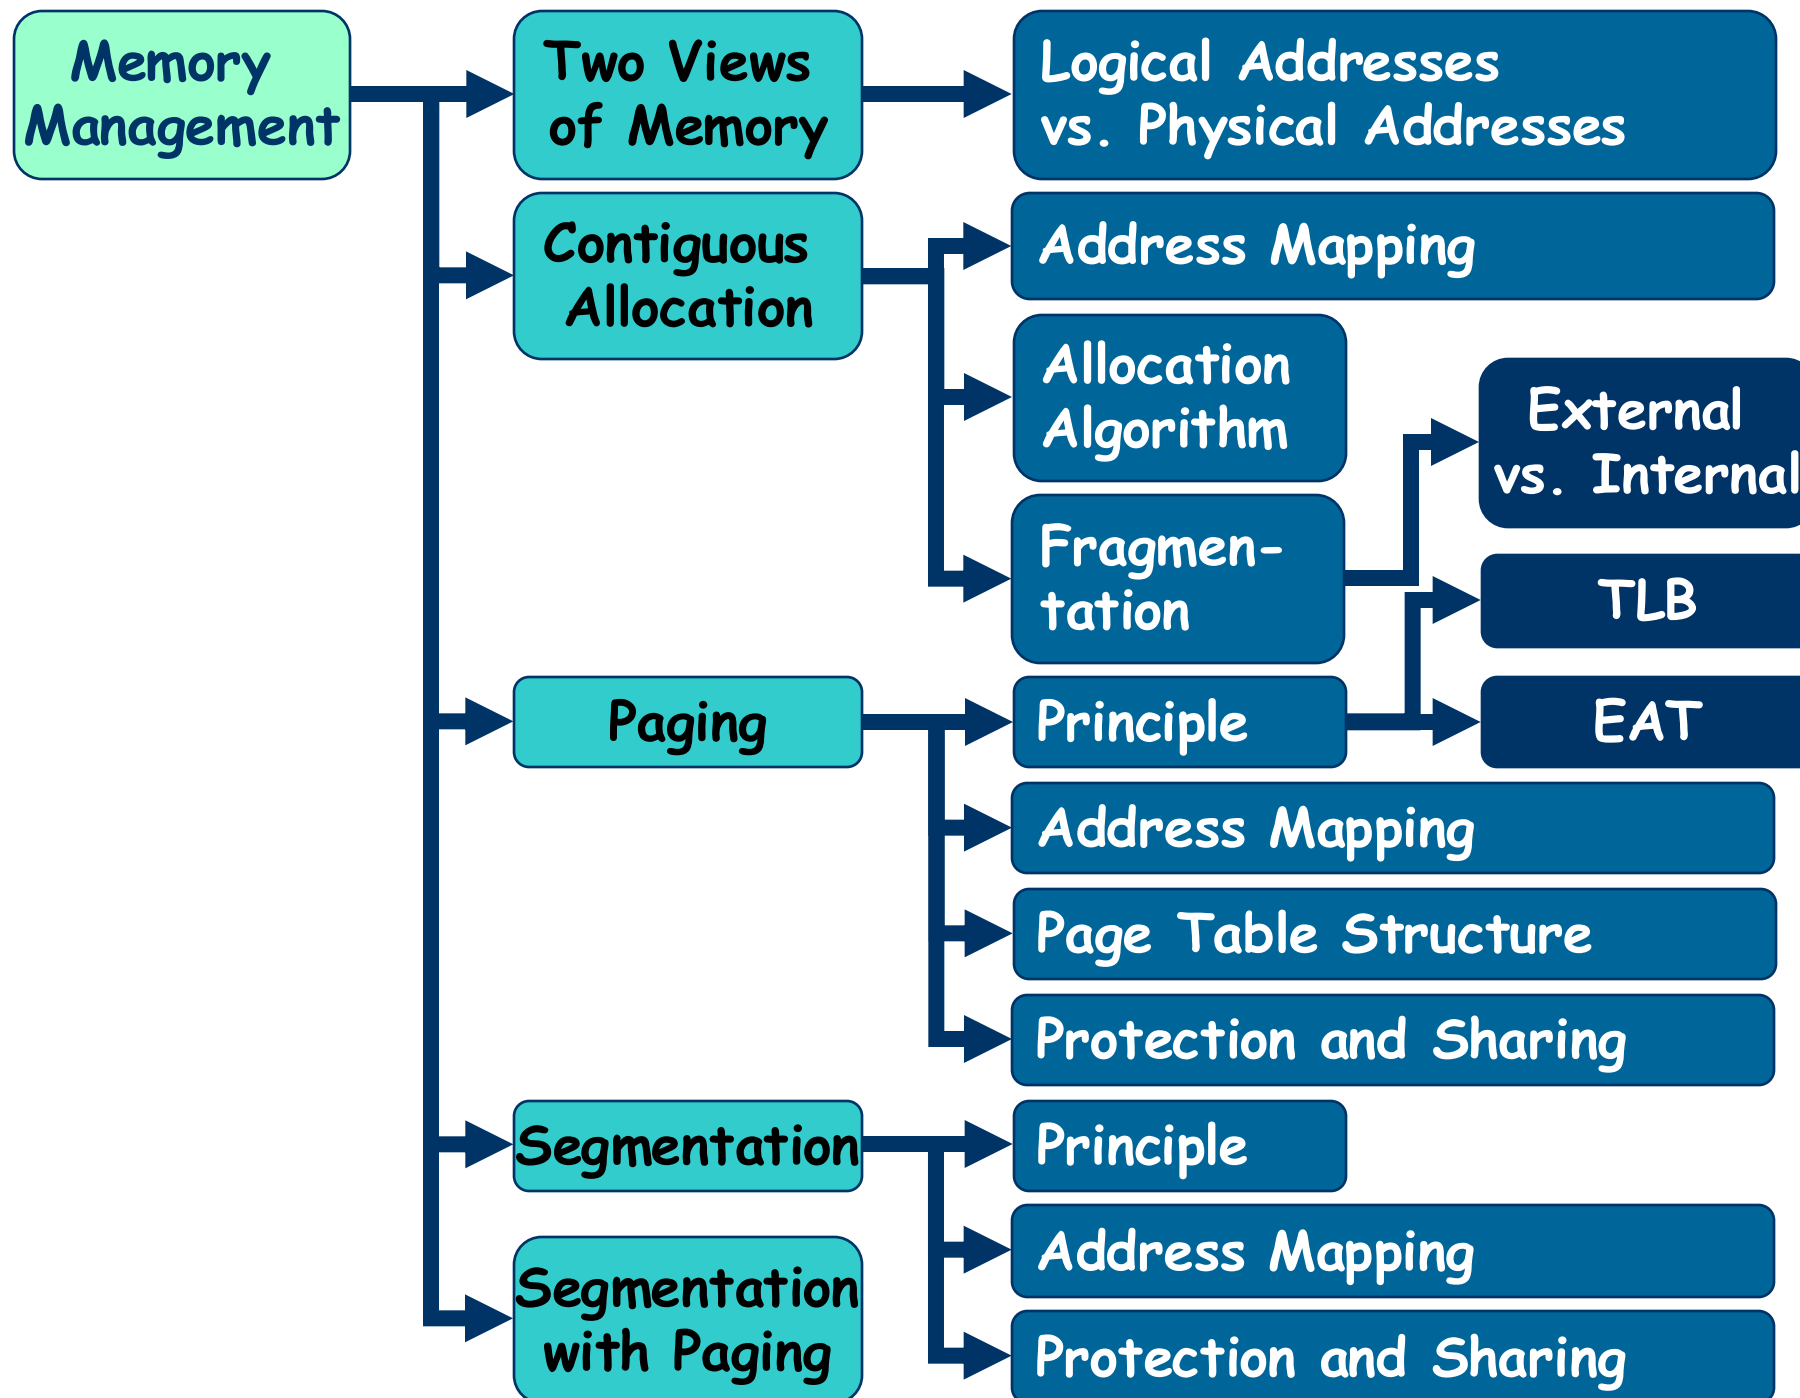 Memory
Management
Two Views
of Memory
Logical Addresses
vs. Physical Addresses
Contiguous
Allocation
Address Mapping
Allocation
Algorithm
Fragmen-
tation
External
vs. Internal
Paging
Principle
TLB
EAT
Address Mapping
Page Table Structure
Protection and Sharing
Segmentation
Principle
Address Mapping
Protection and Sharing
Segmentation
with Paging